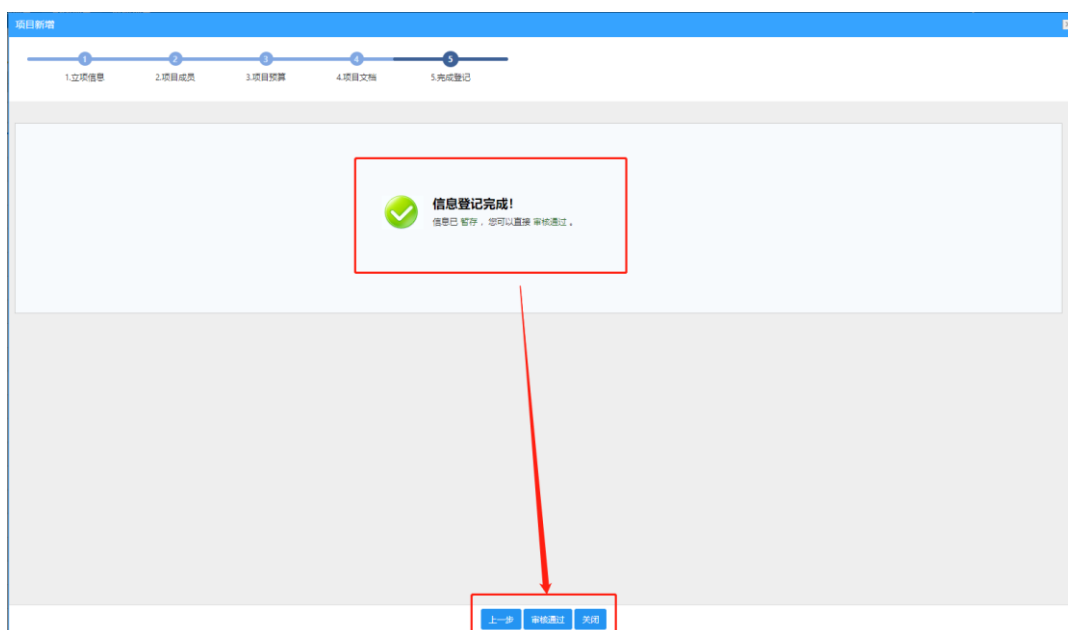 项目新增
1 2 3 4 5
1.立项信息 2.项目成员 3.项目预算 4.项目文档 5.完成登记
信息登记完成！
信息已 暂存 ，您可以直接 审核通过 。
上一步 审核通过 关闭